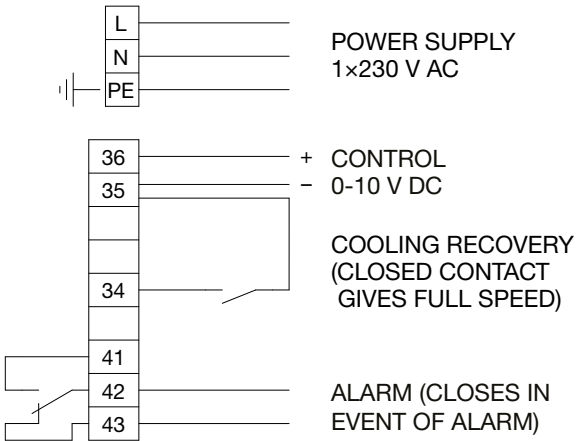 L
N
PE
POWER SUPPLY
1×230 V AC
36
+ CONTROL
35
− 0-10 V DC
COOLING RECOVERY
(CLOSED CONTACT
GIVES FULL SPEED)
34
41
42
43
ALARM (CLOSES IN
EVENT OF ALARM)